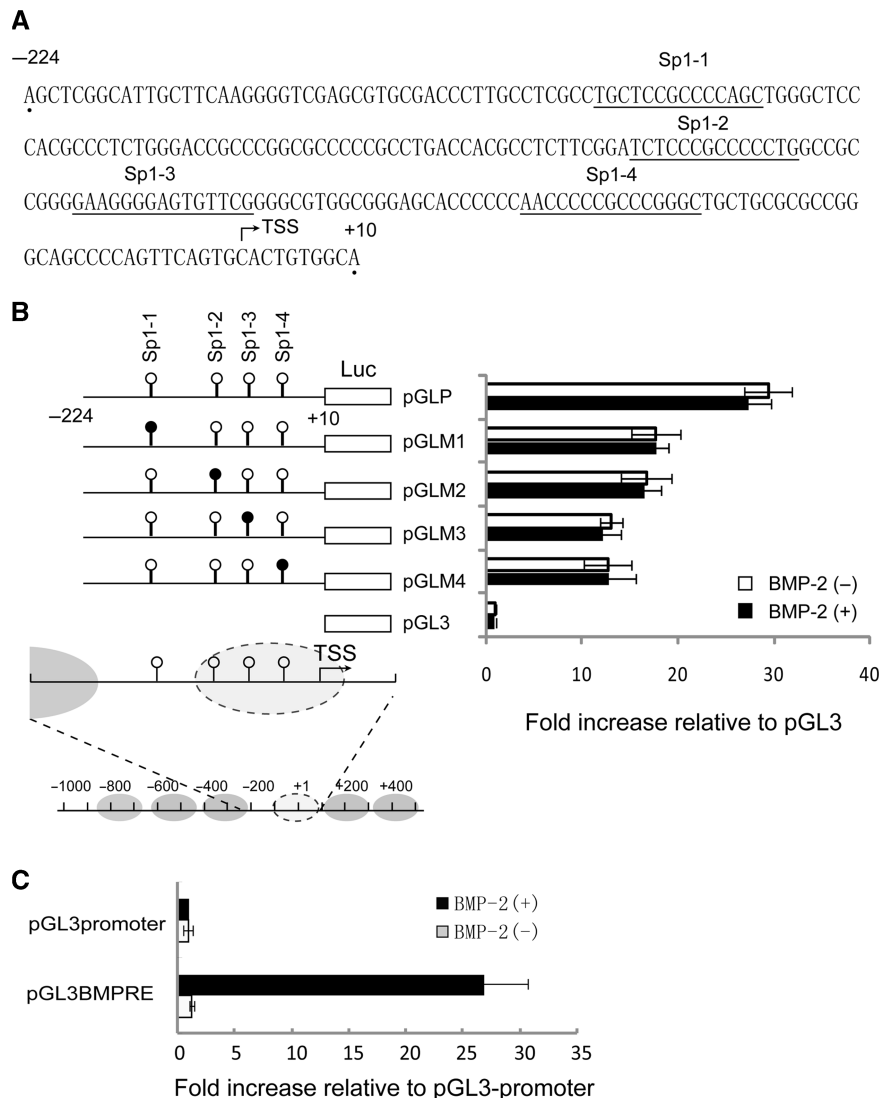 A
−224
Sp1-1
AGCTCGGCATTGCTTCAAGGGGTCGAGCGTGCGACCCTTGCCTCGCCTGCTCCGCCCCAGCTGGGCTCC
Sp1-2
CACGCCCTCTGGGACCGCCCGGCGCCCCCGCCTGACCACGCCTCTTCGGATCTCCCGCCCCCTGGCCGC
Sp1-3 Sp1-4
CGGGGAAGGGGAGTGTTCGGGGCGTGGCGGGAGCACCCCCCAACCCCCGCCCGGGCTGCTGCGCGCCGG
TSS +10
GCAGCCCCAGTTCAGTGCACTGTGGCA
B
Sp1-1 Sp1-2 Sp1-3 Sp1-4
Luc
pGLP
−224 +10
pGLM1
pGLM2
pGLM3
pGLM4
pGL3
BMP-2 (−)
BMP-2 (+)
0 10 20 30 40
Fold increase relative to pGL3
TSS
−1000 −800 −600 −400 −200 +1 +200 +400
C
pGL3promoter
pGL3BMPRE
BMP-2 (+)
BMP-2 (-)
0 5 10 15 20 25 30 35
Fold increase relative to pGL3-promoter